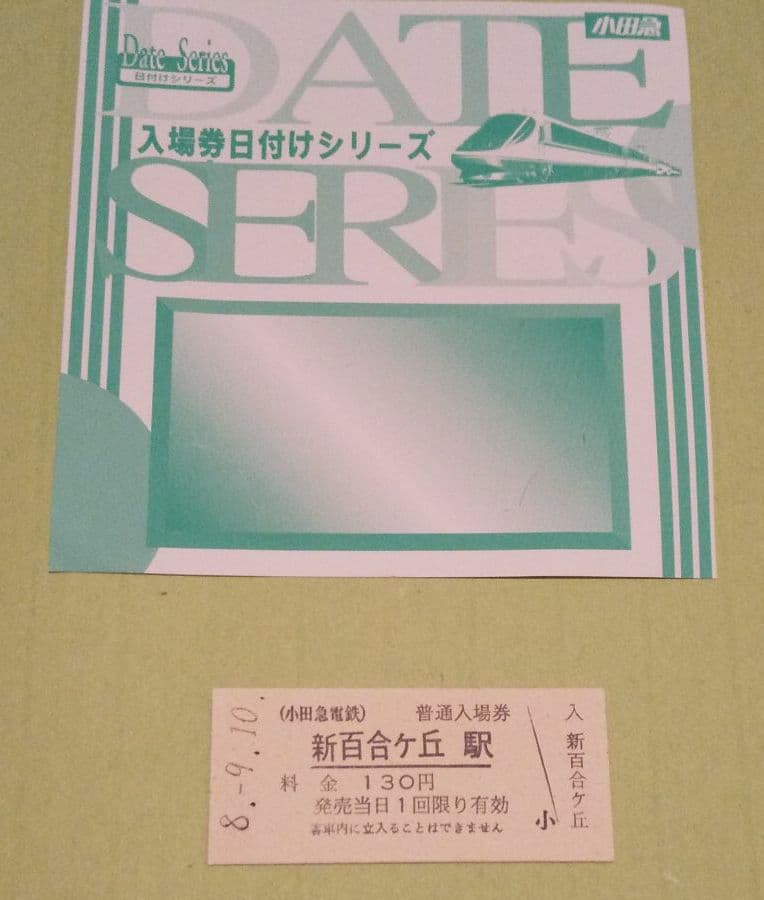 DATE
小田急
Date Series
日付けシリーズ
入場券日付けシリーズ
SERIES
8.-9.10.
(小田急電鉄) 普通入場券
新百合ケ丘 駅
料 金 130円
発売当日1回限り有効
客車内に立入ることはできません
小
入 新百合ケ丘